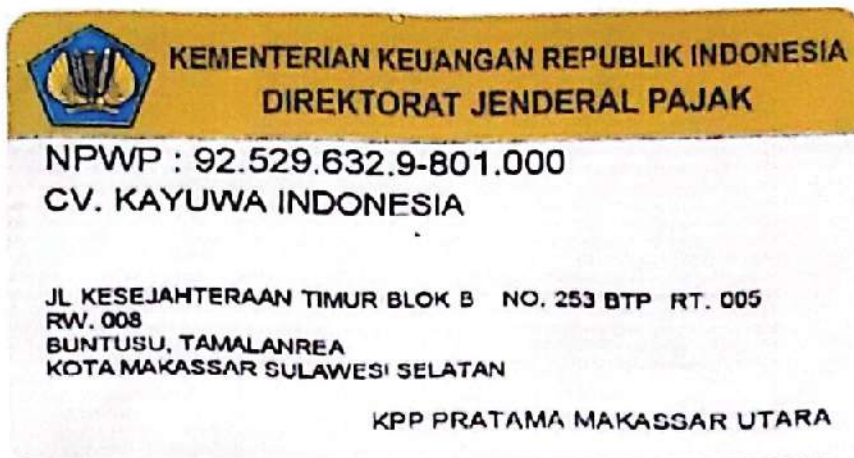 KEMENTERIAN KEUANGAN REPUBLIK INDONESIA
DIREKTORAT JENDERAL PAJAK
NPWP : 92.529.632.9-801.000
CV. KAYUWA INDONESIA
JL KESEJAHTERAAN TIMUR BLOK B NO. 253 BTP RT. 005
RW. 008
BUNTUSU, TAMALANREA
KOTA MAKASSAR SULAWESI SELATAN
KPP PRATAMA MAKASSAR UTARA